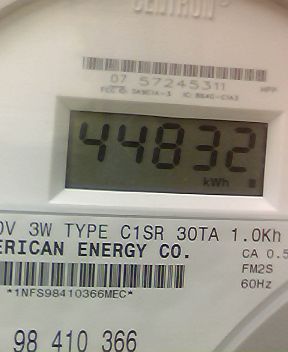 CENTRON
07 57245311
44832
kWh
0V 3W TYPE C1SR 30TA 1.0Kh
ERICAN ENERGY CO.
CA 0.5
FM2S
60Hz
*1NFS98410366MEC*
98 410 366